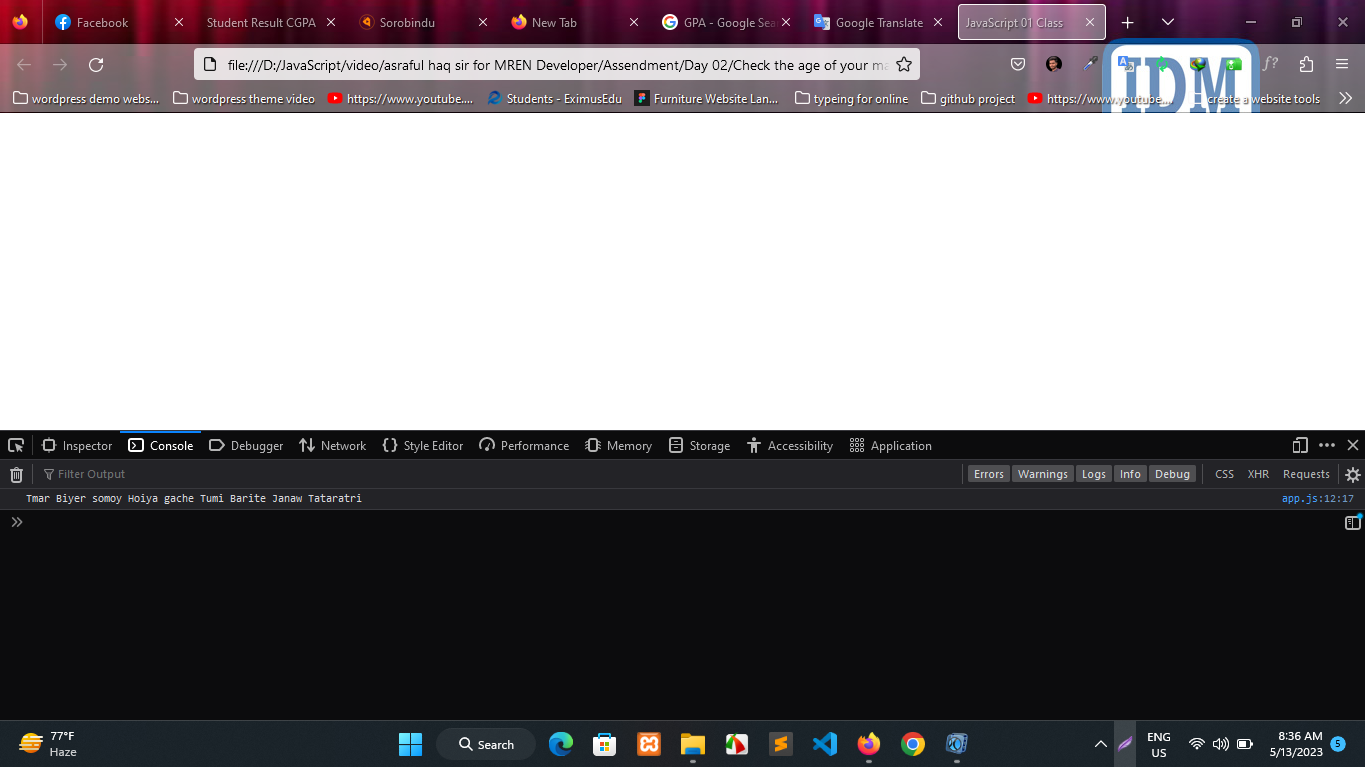 Facebook
Student Result CGPA
Sorobindu
New Tab
GPA - Google Sea
Google Translate
JavaScript 01 Class
file:///D:/JavaScript/video/asraful haq sir for MREN Developer/Assendment/Day 02/Check the age of your ma
f?
IDM
wordpress demo webs...
wordpress theme video
https://www.youtube....
Students - EximusEdu
Furniture Website Lan...
typeing for online
github project
https://www.youtube....
create a website tools
Inspector
Console
Debugger
Network
Style Editor
Performance
Memory
Storage
Accessibility
Application
Filter Output
Errors
Warnings
Logs
Info
Debug
CSS
XHR
Requests
Tmar Biyer somoy Hoiya gache Tumi Barite Janaw Tataratri
app.js:12:17
77°F
Haze
Search
ENG
US
8:36 AM
5/13/2023
5